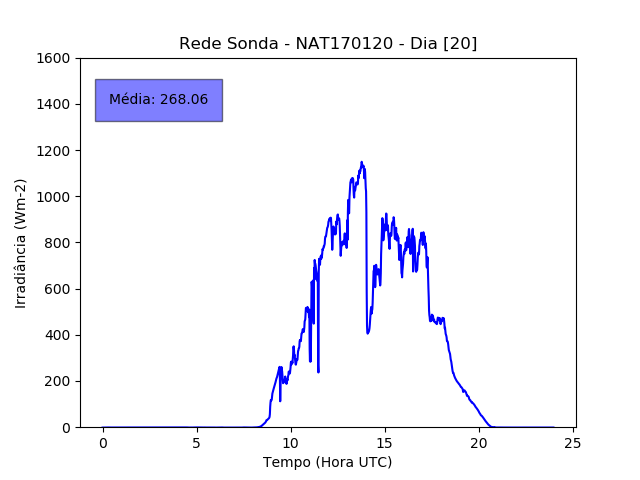 Rede Sonda - NAT170120 - Dia [20]
1600
1400
1200
1000
800
600
400
200
0
Média: 268.06
Irradiância (Wm-2)
0 5 10 15 20 25
Tempo (Hora UTC)